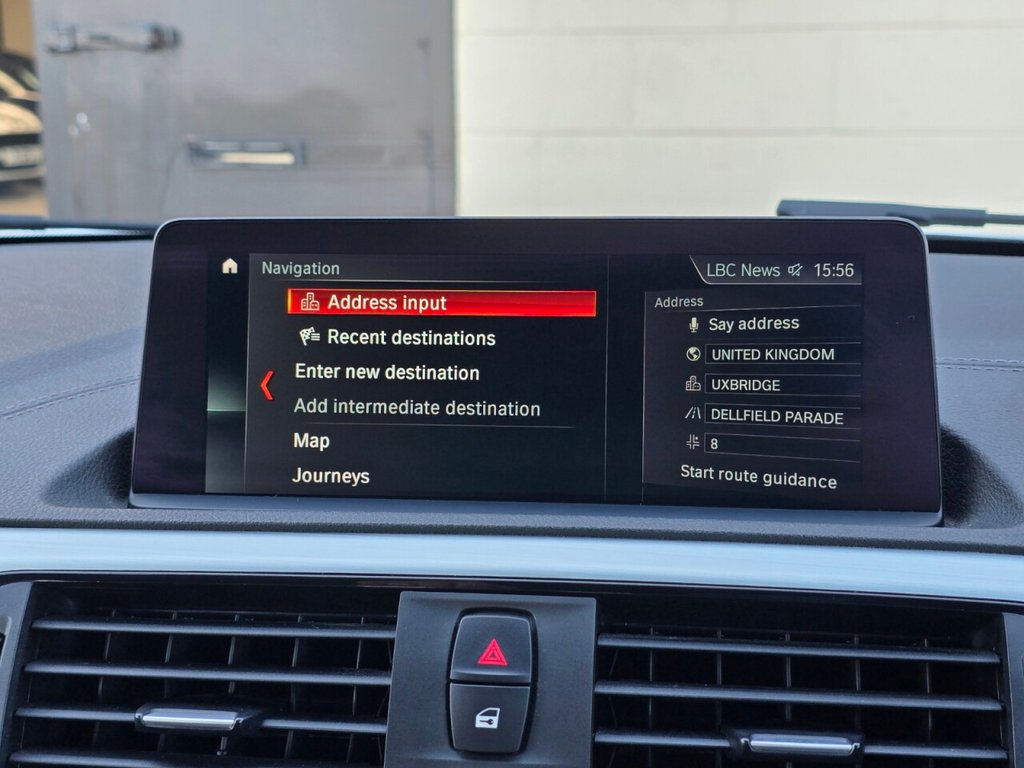 Navigation
LBC News 15:56
Address input
Recent destinations
Enter new destination
Add intermediate destination
Map
Journeys
Address
Say address
UNITED KINGDOM
UXBRIDGE
DELLFIELD PARADE
8
Start route guidance